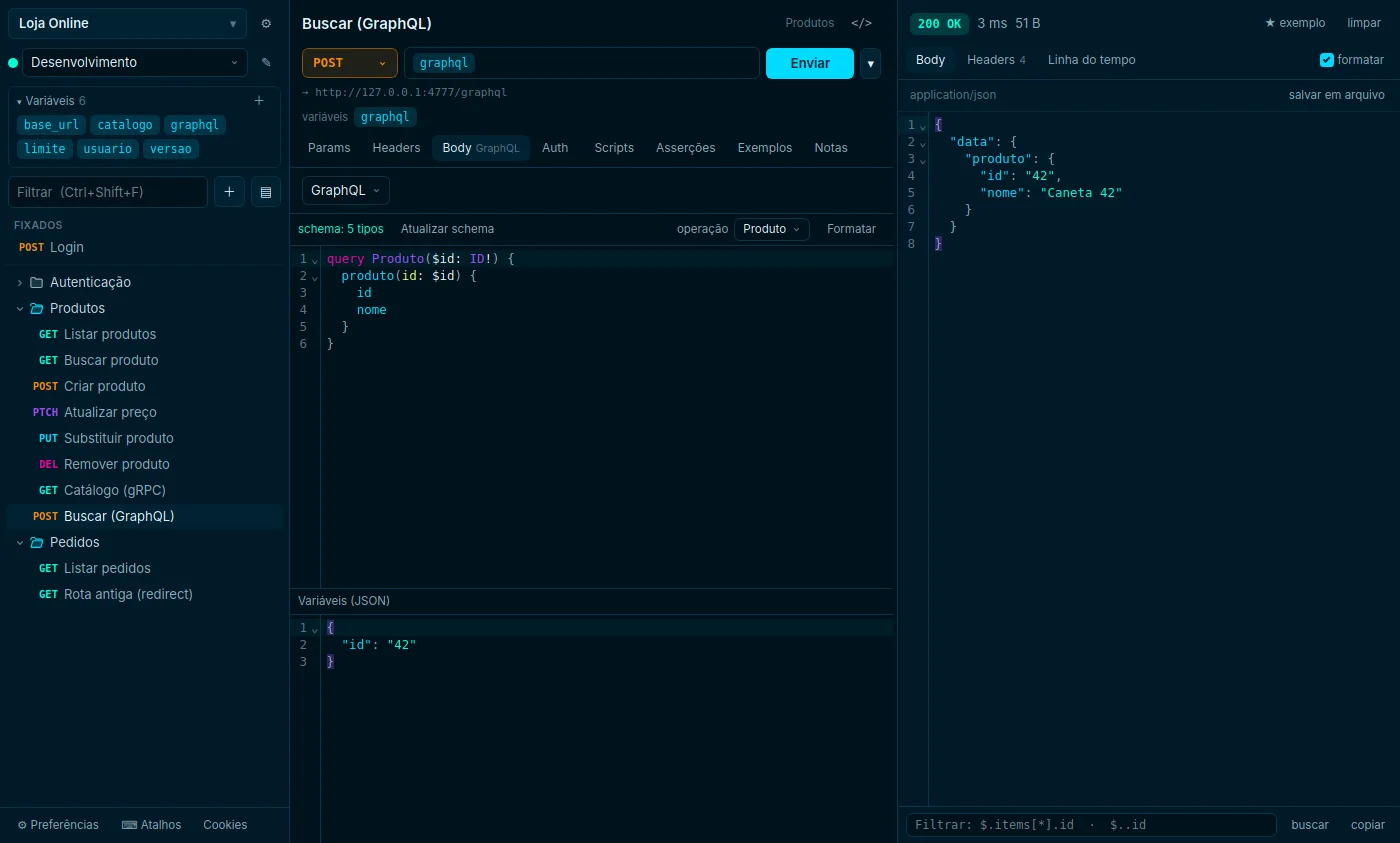 Loja Online ▾ ⚙
Desenvolvimento ✎
▾ Variáveis 6 +
base_url catalogo graphql
limite usuario versao
Filtrar (Ctrl+Shift+F) + ▤
FIXADOS
POST Login
Autenticação
Produtos
GET Listar produtos
GET Buscar produto
POST Criar produto
PTCH Atualizar preço
PUT Substituir produto
DEL Remover produto
GET Catálogo (gRPC)
POST Buscar (GraphQL)
Pedidos
GET Listar pedidos
GET Rota antiga (redirect)
⚙ Preferências ⌨ Atalhos Cookies
Buscar (GraphQL) Produtos </>
POST graphql Enviar ▾
→ http://127.0.0.1:4777/graphql
variáveis graphql
Params Headers Body GraphQL Auth Scripts Asserções Exemplos Notas
GraphQL
schema: 5 tipos Atualizar schema operação Produto Formatar
1 query Produto($id: ID!) {
2 produto(id: $id) {
3 id
4 nome
5 }
6 }
Variáveis (JSON)
1 {
2 "id": "42"
3 }
200 OK 3 ms 51 B ★ exemplo limpar
Body Headers 4 Linha do tempo formatar
application/json salvar em arquivo
1 {
2 "data": {
3 "produto": {
4 "id": "42",
5 "nome": "Caneta 42"
6 }
7 }
8 }
Filtrar: $.items[*].id · $..id buscar copiar